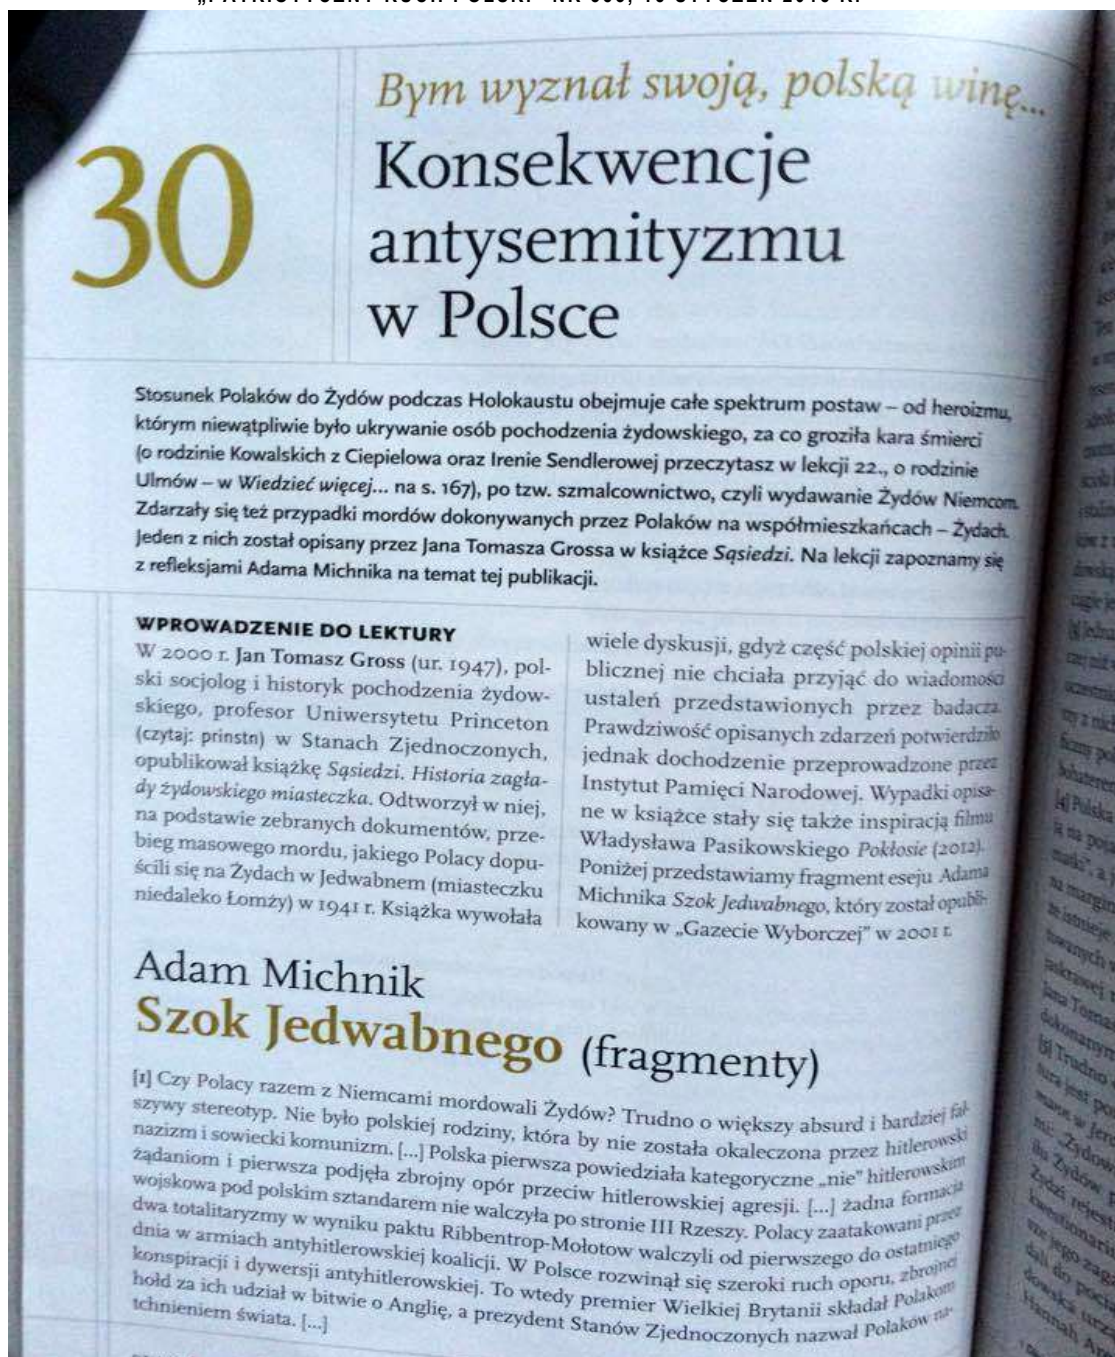 Bym wyznał swoją, polską winę...
30
Konsekwencje
antysemityzmu
w Polsce
Stosunek Polaków do Żydów podczas Holokaustu obejmuje całe spektrum postaw – od heroizmu,
którym niewątpliwie było ukrywanie osób pochodzenia żydowskiego, za co groziła kara śmierci
(o rodzinie Kowalskich z Ciepielowa oraz Irenie Sendlerowej przeczytasz w lekcji 22., o rodzinie
Ulmów – w Wiedzieć więcej... na s. 167), po tzw. szmalcownictwo, czyli wydawanie Żydów Niemcom.
Zdarzały się też przypadki mordów dokonywanych przez Polaków na współmieszkańcach – Żydach.
Jeden z nich został opisany przez Jana Tomasza Grossa w książce Sąsiedzi. Na lekcji zapoznamy się
z refleksjami Adama Michnika na temat tej publikacji.
WPROWADZENIE DO LEKTURY
W 2000 r. Jan Tomasz Gross (ur. 1947), pol-
ski socjolog i historyk pochodzenia żydow-
skiego, profesor Uniwersytetu Princeton
(czytaj: prinstn) w Stanach Zjednoczonych,
opublikował książkę Sąsiedzi. Historia zagła-
dy żydowskiego miasteczka. Odtworzył w niej,
na podstawie zebranych dokumentów, prze-
bieg masowego mordu, jakiego Polacy dopu-
ścili się na Żydach w Jedwabnem (miasteczku
niedaleko Łomży) w 1941 r. Książka wywołała
wiele dyskusji, gdyż część polskiej opinii pu-
blicznej nie chciała przyjąć do wiadomości
ustaleń przedstawionych przez badacza.
Prawdziwość opisanych zdarzeń potwierdziło
jednak dochodzenie przeprowadzone przez
Instytut Pamięci Narodowej. Wypadki opisa-
ne w książce stały się także inspiracją filmu
Władysława Pasikowskiego Pokłosie (2012).
Poniżej przedstawiamy fragment eseju Adama
Michnika Szok Jedwabnego, który został opubli-
kowany w „Gazecie Wyborczej” w 2001 r.
Adam Michnik
Szok Jedwabnego (fragmenty)
[1] Czy Polacy razem z Niemcami mordowali Żydów? Trudno o większy absurd i bardziej fał-
szywy stereotyp. Nie było polskiej rodziny, która by nie została okaleczona przez hitlerowski
nazizm i sowiecki komunizm. [...] Polska pierwsza powiedziała kategoryczne „nie” hitlerowskim
żądaniom i pierwsza podjęła zbrojny opór przeciw hitlerowskiej agresji. [...] żadna formacja
wojskowa pod polskim sztandarem nie walczyła po stronie III Rzeszy. Polacy zaatakowani przez
dwa totalitaryzmy w wyniku paktu Ribbentrop-Mołotow walczyli od pierwszego do ostatniego
dnia w armiach antyhitlerowskiej koalicji. W Polsce rozwinął się szeroki ruch oporu, zbrojnej
konspiracji i dywersji antyhitlerowskiej. To wtedy premier Wielkiej Brytanii składał Polakom
hołd za ich udział w bitwie o Anglię, a prezydent Stanów Zjednoczonych nazwał Polaków na-
tchnieniem świata. [...]